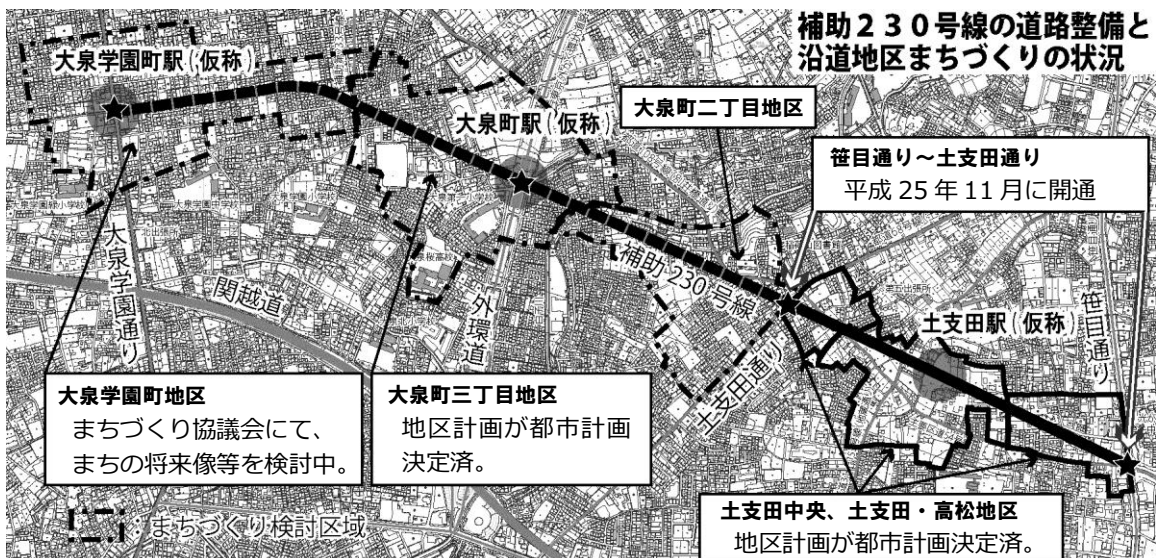 補助２３０号線の道路整備と
沿道地区まちづくりの状況
大泉学園町駅(仮称)
大泉町駅(仮称)
大泉町二丁目地区
笹目通り～土支田通り
平成 25 年 11 月に開通
大泉学園通り
関越道
外環道
補助 230 号線
土支田通り
土支田駅(仮称)
笹目通り
大泉学園町地区
まちづくり協議会にて、
まちの将来像等を検討中。
大泉町三丁目地区
地区計画が都市計画
決定済。
土支田中央、土支田・高松地区
地区計画が都市計画決定済。
：まちづくり検討区域